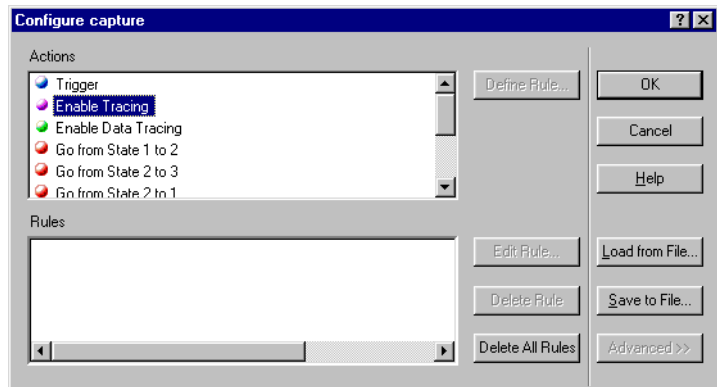 Configure capture
Actions
Trigger
Enable Tracing
Enable Data Tracing
Go from State 1 to 2
Go from State 2 to 3
Go from State 2 to 1
Define Rule...
OK
Cancel
Help
Rules
Edit Rule...
Delete Rule
Delete All Rules
Load from File...
Save to File...
Advanced >>